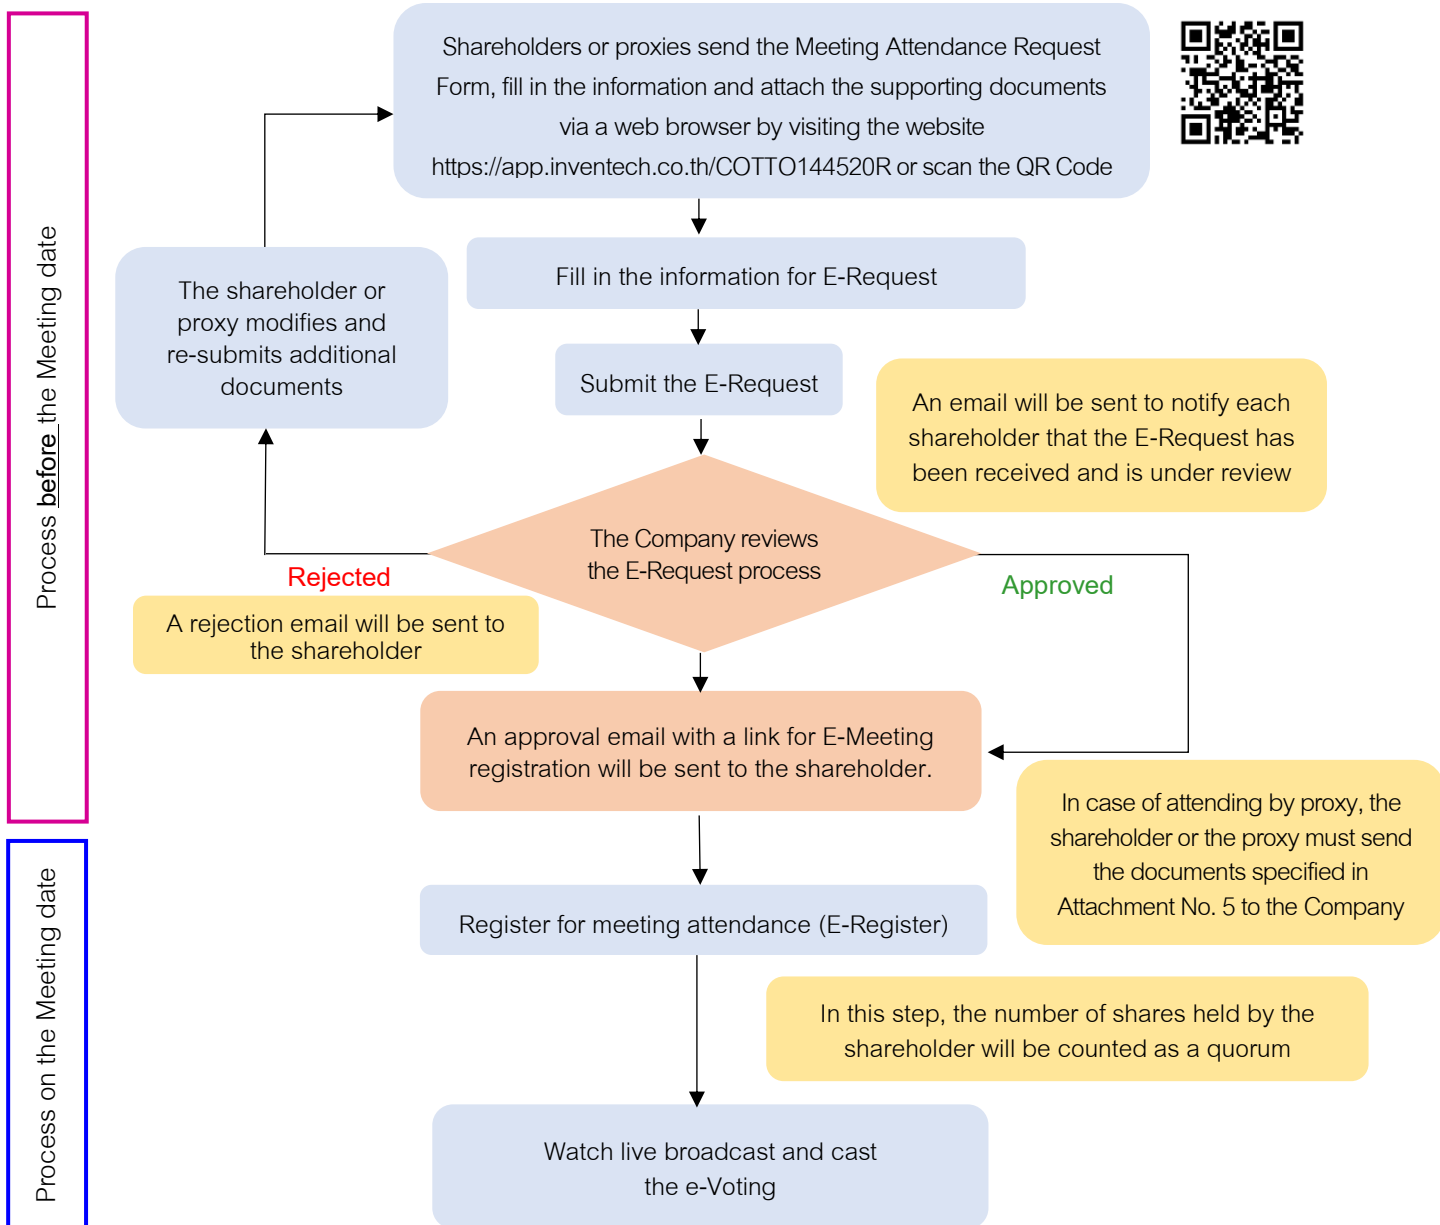 Shareholders or proxies send the Meeting Attendance Request
Form, fill in the information and attach the supporting documents
via a web browser by visiting the website
https://app.inventech.co.th/COTTO144520R or scan the QR Code
Process before the Meeting date
Fill in the information for E-Request
The shareholder or
proxy modifies and
re-submits additional
documents
Submit the E-Request
An email will be sent to notify each
shareholder that the E-Request has
been received and is under review
The Company reviews
the E-Request process
Rejected
Approved
A rejection email will be sent to
the shareholder
An approval email with a link for E-Meeting
registration will be sent to the shareholder.
In case of attending by proxy, the
shareholder or the proxy must send
the documents specified in
Attachment No. 5 to the Company
Process on the Meeting date
Register for meeting attendance (E-Register)
In this step, the number of shares held by the
shareholder will be counted as a quorum
Watch live broadcast and cast
the e-Voting